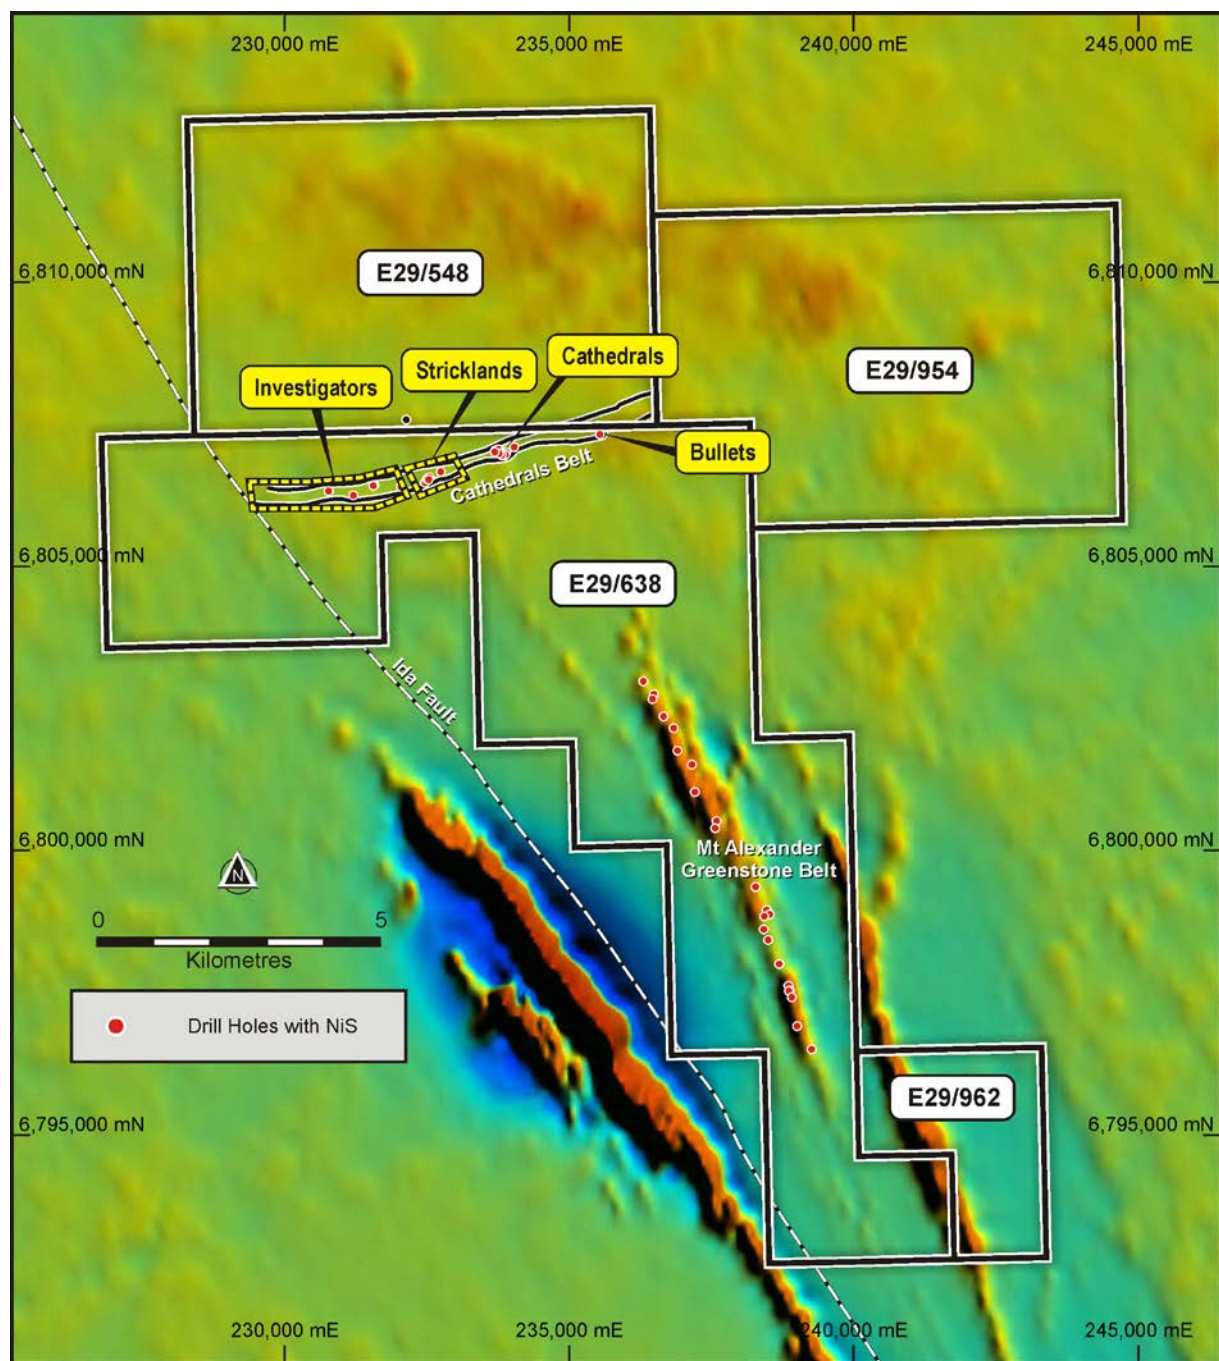 230,000 mE
235,000 mE
240,000 mE
245,000 mE
6,810,000 mN
E29/548
6,810,000 mN
Cathedrals
Stricklands
E29/954
Investigators
Bullets
Cathedrals Belt
6,805,000 mN
E29/638
6,805,000 mN
Ida Fault
6,800,000 mN
Mt Alexander
Greenstone Belt
6,800,000 mN
N
0
5
Kilometres
Drill Holes with NiS
E29/962
6,795,000 mN
6,795,000 mN
230,000 mE
235,000 mE
240,000 mE
245,000 mE